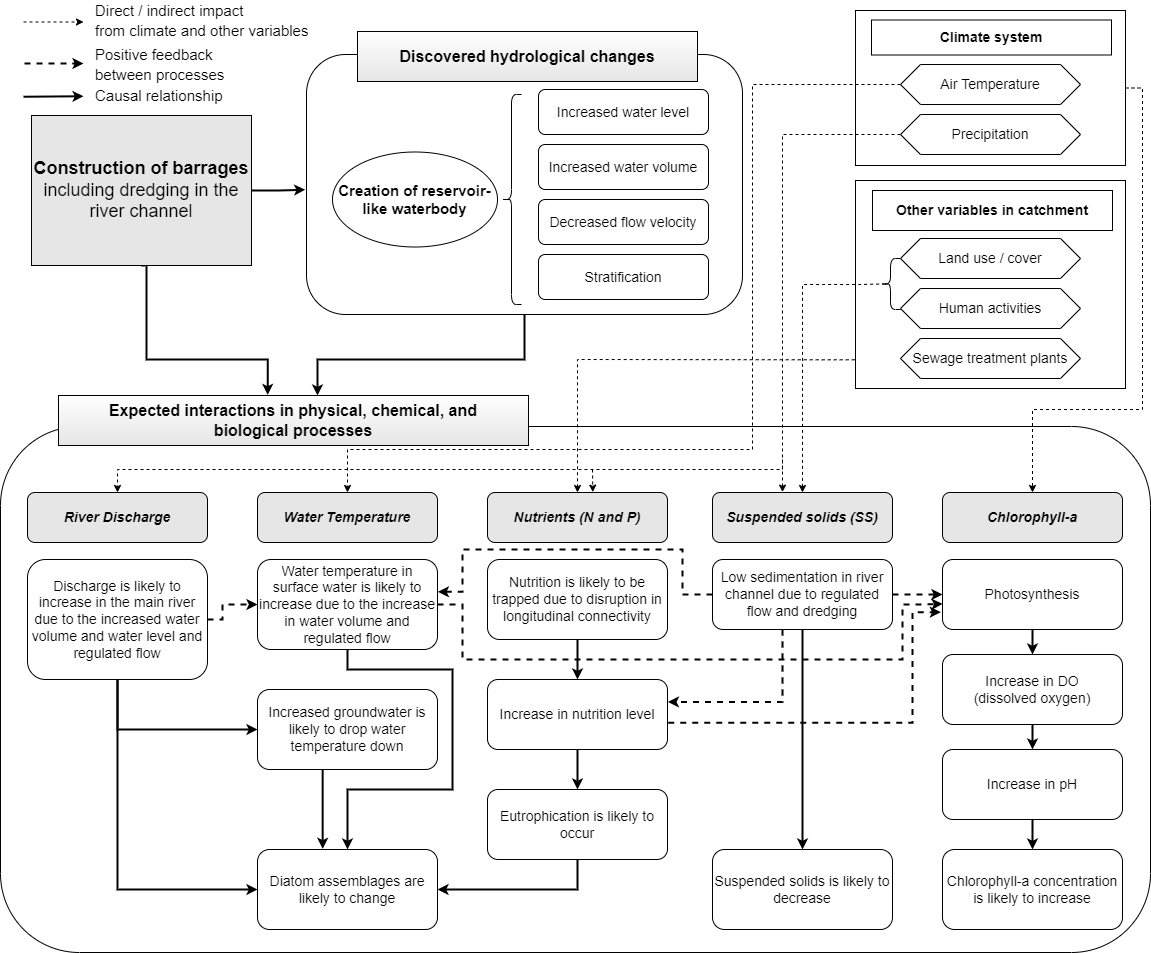 Direct / indirect impact
from climate and other variables
Positive feedback
between processes
Causal relationship
Construction of barrages
including dredging in the
river channel
Discovered hydrological changes
Creation of reservoir-
like waterbody
Increased water level
Increased water volume
Decreased flow velocity
Stratification
Climate system
Air Temperature
Precipitation
Other variables in catchment
Land use / cover
Human activities
Sewage treatment plants
Expected interactions in physical, chemical, and
biological processes
River Discharge
Water Temperature
Nutrients (N and P)
Suspended solids (SS)
Chlorophyll-a
Discharge is likely to
increase in the main river
due to the increased water
volume and water level and
regulated flow
Water temperature in
surface water is likely to
increase due to the increase
in water volume and
regulated flow
Nutrition is likely to be
trapped due to disruption in
longitudinal connectivity
Low sedimentation in river
channel due to regulated
flow and dredging
Photosynthesis
Increased groundwater is
likely to drop water
temperature down
Increase in nutrition level
Increase in DO
(dissolved oxygen)
Increase in pH
Eutrophication is likely to
occur
Diatom assemblages are
likely to change
Suspended solids is likely to
decrease
Chlorophyll-a concentration
is likely to increase